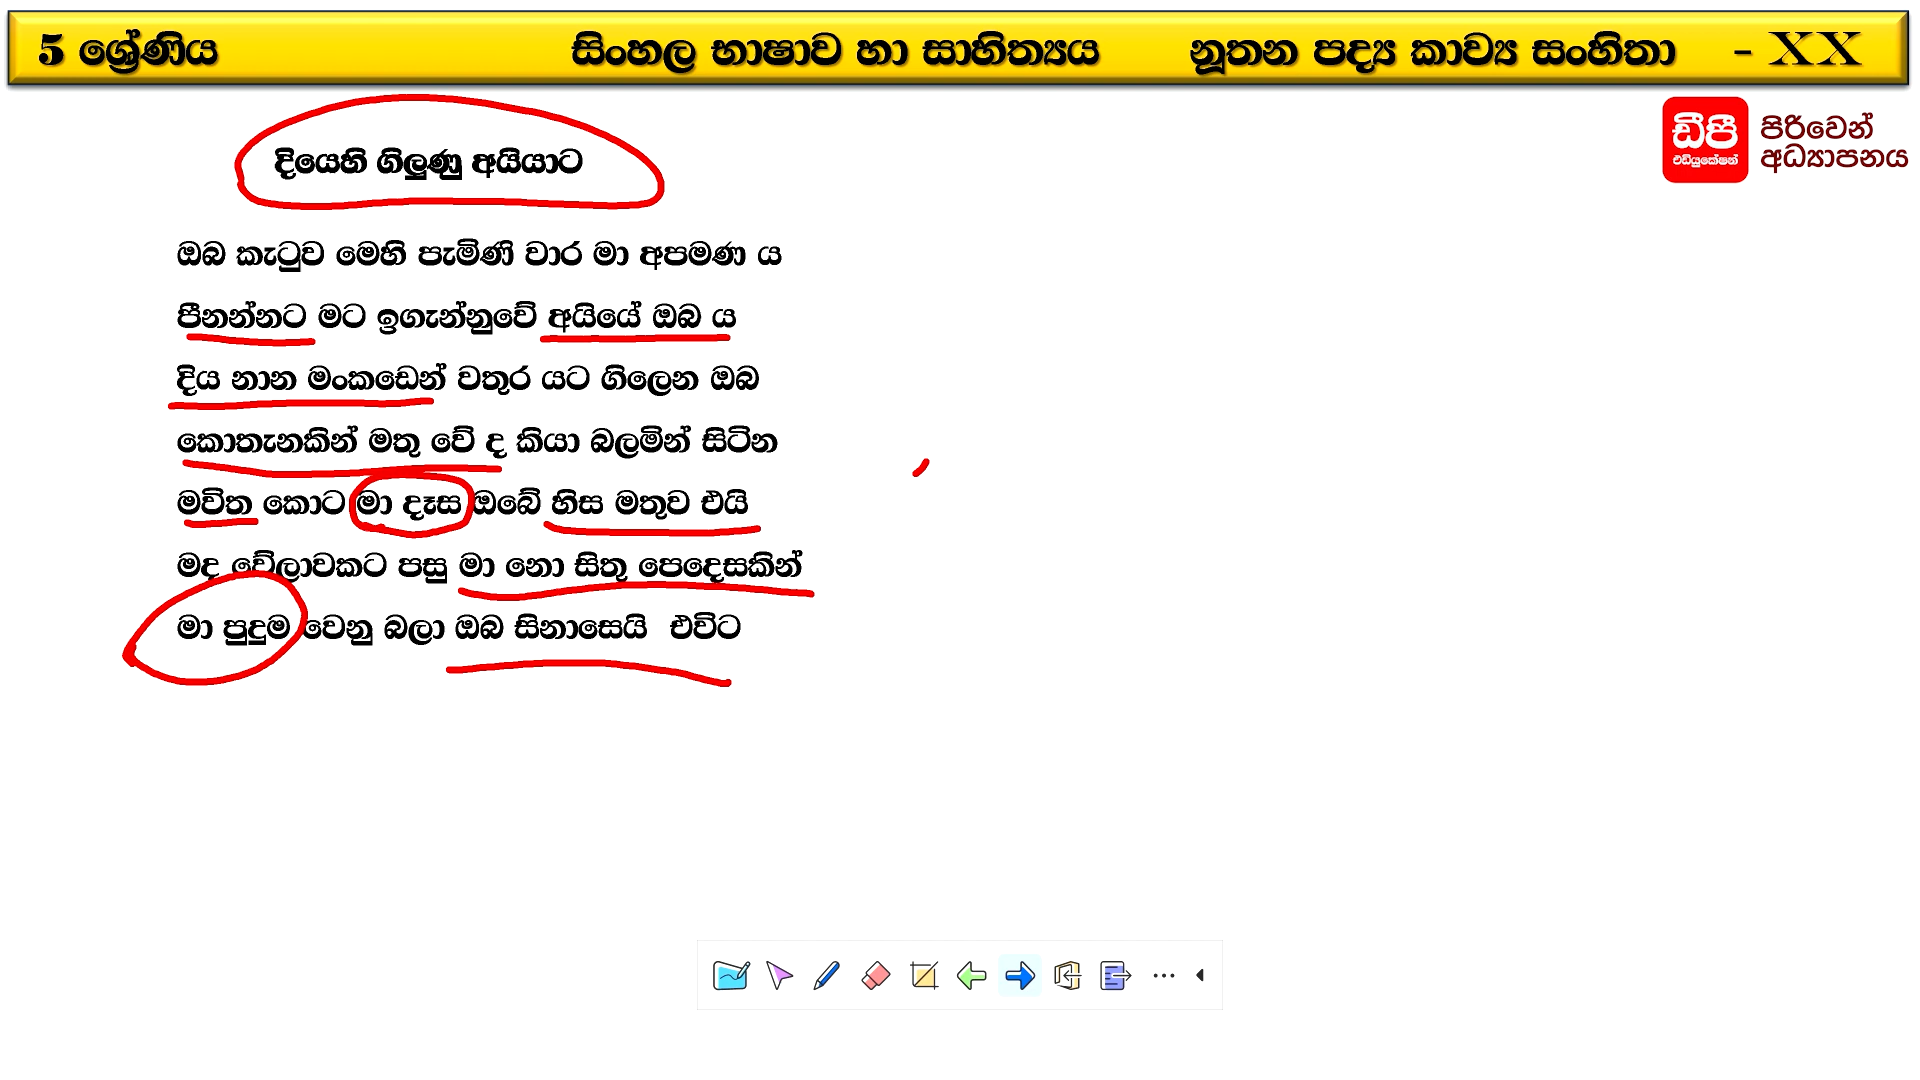 5 ශ්‍රේණිය සිංහල භාෂාව හා සාහිත්‍යය නූතන පද්‍ය කාව්‍ය සංහිතා - XX
ඩීපී
එඩියුකේෂන්
පිරිවෙන්
අධ්‍යාපනය
දියෙහි ගිලුණු අයියාට
ඔබ කැටුව මෙහි පැමිණි වාර මා අපමණ ය
පීනන්නට මට ඉගැන්නුවේ අයියේ ඔබ ය
දිය නාන මංකඩෙන් වතුර යට ගිලෙන ඔබ
කොතැනකින් මතු වේ ද කියා බලමින් සිටින
මවිත කොට මා දෑස ඔබේ හිස මතුව එයි
මද වේලාවකට පසු මා නො සිතු පෙදෙසකින්
මා පුදුම වෙනු බලා ඔබ සිනාසෙයි එවිට